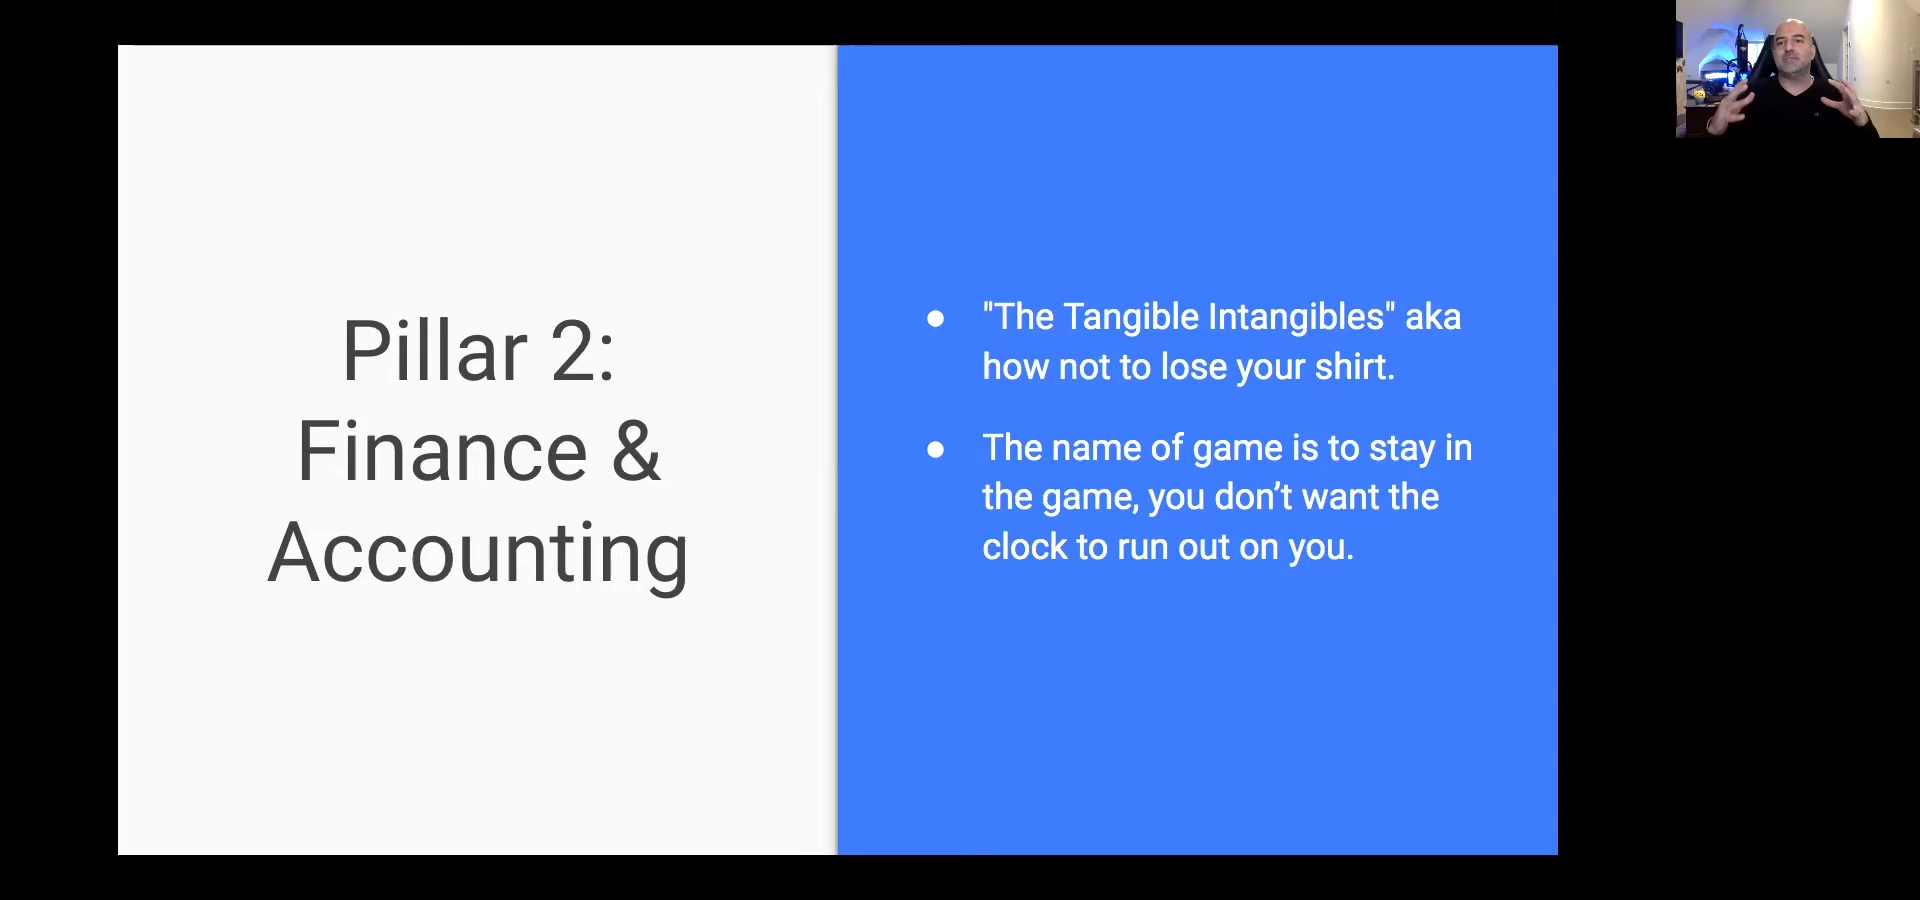 Pillar 2:
Finance &
Accounting
● "The Tangible Intangibles" aka
how not to lose your shirt.
● The name of game is to stay in
the game, you don’t want the
clock to run out on you.